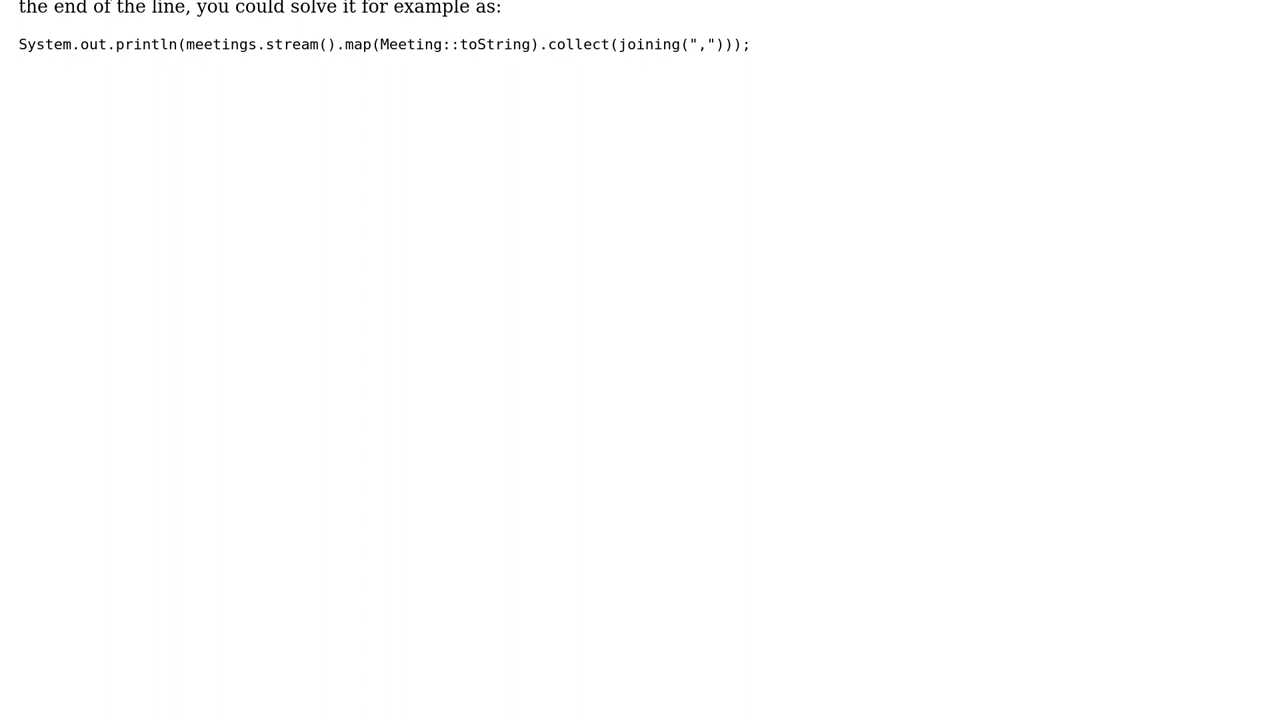 the end of the line, you could solve it for example as:
System.out.println(meetings.stream().map(Meeting::toString).collect(joining(",")));